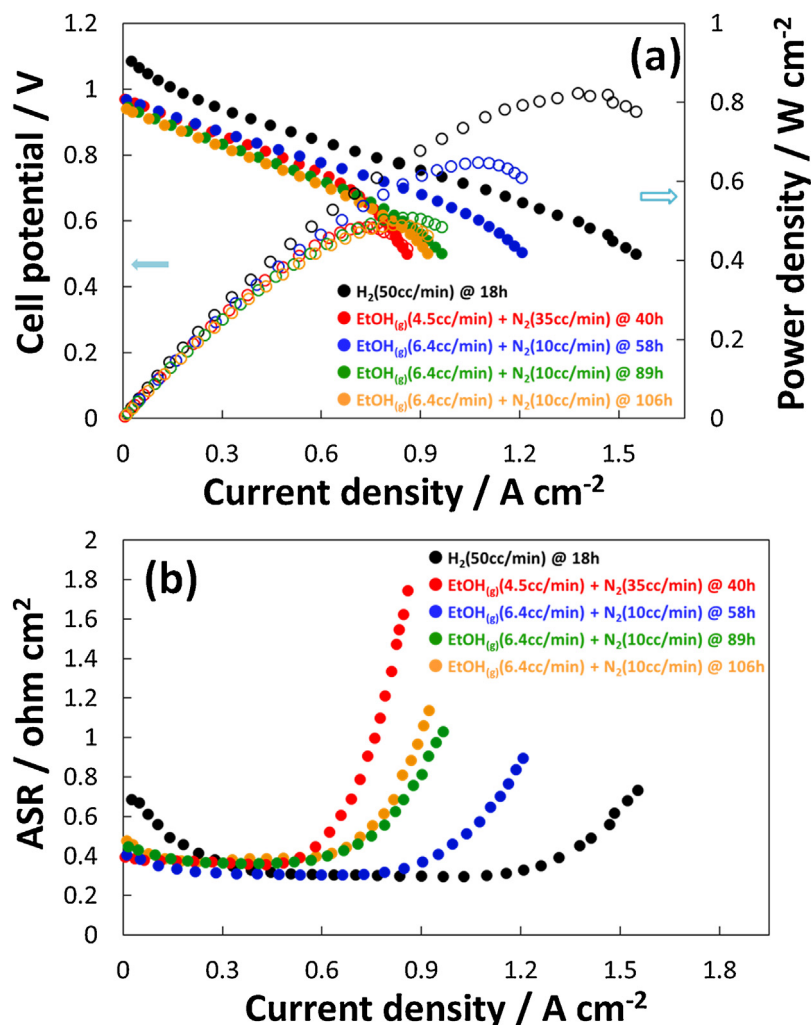 (a)
Cell potential / V
1.2
1
0.8
0.6
0.4
0.2
0
1
0.8
0.6
0.4
0.2
0
Power density / W cm-2
H2(50cc/min) @ 18h
EtOH(g)(4.5cc/min) + N2(35cc/min) @ 40h
EtOH(g)(6.4cc/min) + N2(10cc/min) @ 58h
EtOH(g)(6.4cc/min) + N2(10cc/min) @ 89h
EtOH(g)(6.4cc/min) + N2(10cc/min) @ 106h
0 0.3 0.6 0.9 1.2 1.5
Current density / A cm-2
(b)
ASR / ohm cm2
2
1.8
1.6
1.4
1.2
1
0.8
0.6
0.4
0.2
0
H2(50cc/min) @ 18h
EtOH(g)(4.5cc/min) + N2(35cc/min) @ 40h
EtOH(g)(6.4cc/min) + N2(10cc/min) @ 58h
EtOH(g)(6.4cc/min) + N2(10cc/min) @ 89h
EtOH(g)(6.4cc/min) + N2(10cc/min) @ 106h
0 0.3 0.6 0.9 1.2 1.5 1.8
Current density / A cm-2